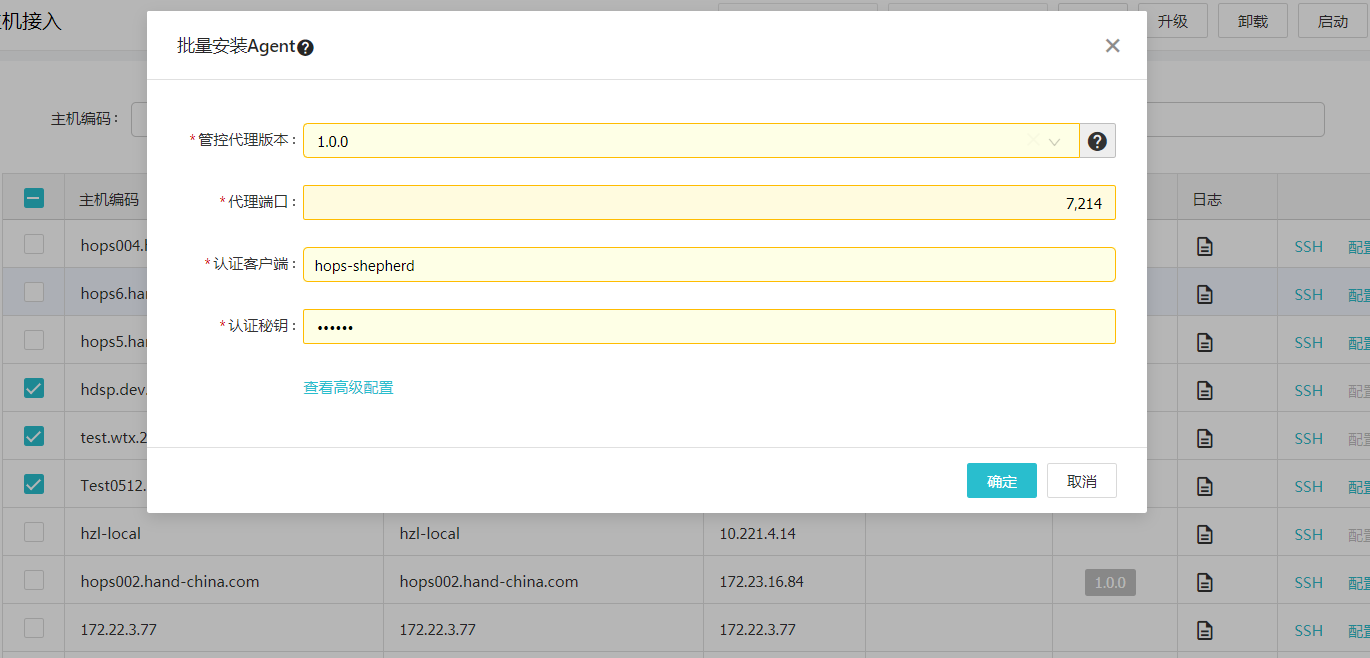 主机接入
升级 卸载 启动
批量安装Agent?
主机编码：
*管控代理版本： 1.0.0 ?
*代理端口： 7,214
主机编码 日志
*认证客户端： hops-shepherd
hops004. SSH 配置
hops6.han SSH 配置
*认证秘钥： ••••••
hops5.han SSH 配置
查看高级配置
hdsp.dev. SSH 配置
test.wtx.2 SSH 配置
确定 取消
Test0512. SSH 配置
hzl-local hzl-local 10.221.4.14 SSH 配置
hops002.hand-china.com hops002.hand-china.com 172.23.16.84 1.0.0 SSH 配置
172.22.3.77 172.22.3.77 172.22.3.77 SSH 配置